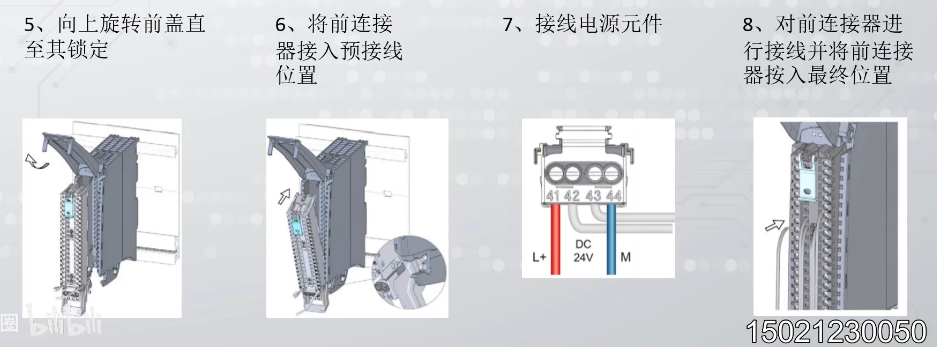 5、向上旋转前盖直
至其锁定
6、将前连接
器接入预接线
位置
7、接线电源元件
8、对前连接器进
行接线并将前连接
器按入最终位置
41 42 43 44
L+
DC
24V
M
圈 bilibili
15021230050